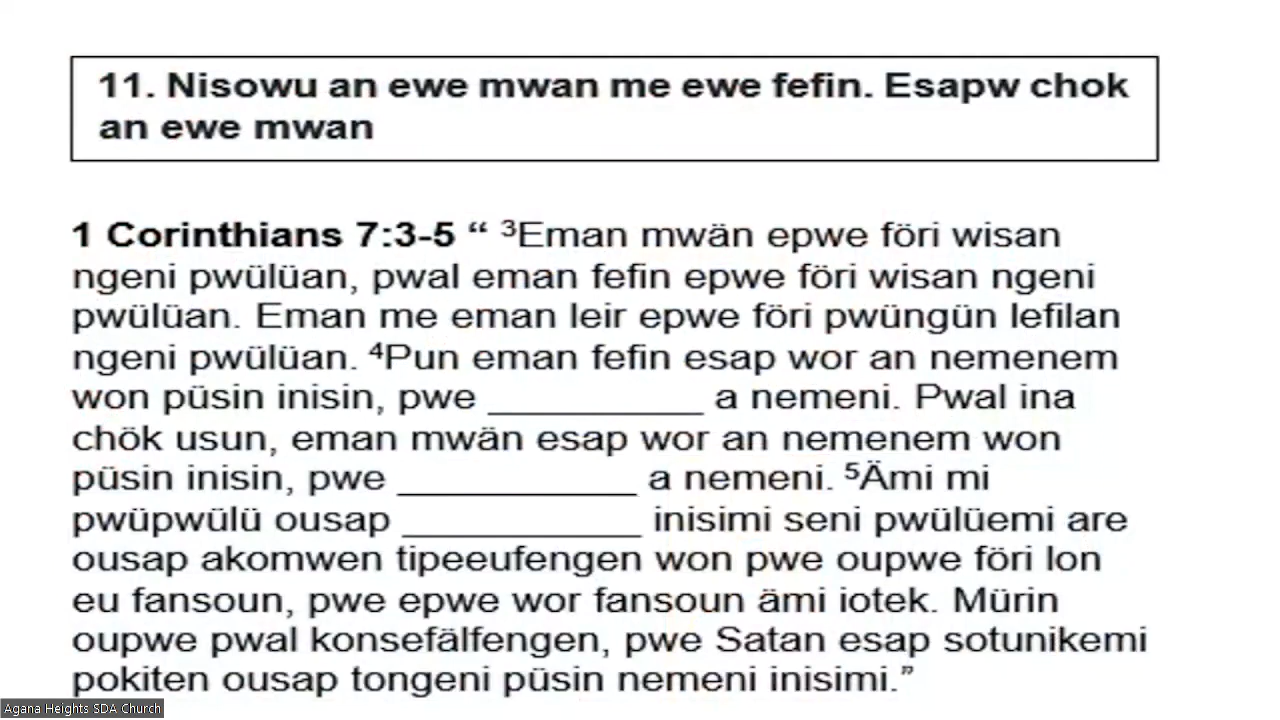 11. Nisowu an ewe mwan me ewe fefin. Esapw chok
an ewe mwan
1 Corinthians 7:3-5 “ ³Eman mwän epwe föri wisan
ngeni pwülüan, pwal eman fefin epwe föri wisan ngeni
pwülüan. Eman me eman leir epwe föri pwüngün lefilan
ngeni pwülüan. ⁴Pun eman fefin esap wor an nemenem
won püsin inisin, pwe __________ a nemeni. Pwal ina
chök usun, eman mwän esap wor an nemenem won
püsin inisin, pwe ___________ a nemeni. ⁵Ämi mi
pwüpwülü ousap ___________ inisimi seni pwülüemi are
ousap akomwen tipeeufengen won pwe oupwe föri lon
eu fansoun, pwe epwe wor fansoun ämi iotek. Mürin
oupwe pwal konsefälfengen, pwe Satan esap sotunikemi
pokiten ousap tongeni püsin nemeni inisimi.”
Agana Heights SDA Church